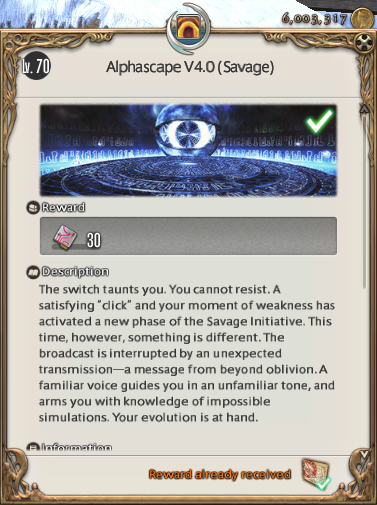 6,003,317
Lv. 70
Alphascape V4.0 (Savage)
Reward
30
Description
The switch taunts you. You cannot resist. A
satisfying "click" and your moment of weakness has
activated a new phase of the Savage Initiative. This
time, however, something is different. The
broadcast is interrupted by an unexpected
transmission—a message from beyond oblivion. A
familiar voice guides you in an unfamiliar tone, and
arms you with knowledge of impossible
simulations. Your evolution is at hand.
Information
Reward already received